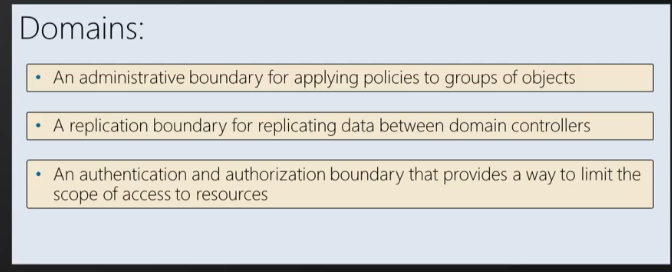 Domains:
• An administrative boundary for applying policies to groups of objects
• A replication boundary for replicating data between domain controllers
• An authentication and authorization boundary that provides a way to limit the
scope of access to resources